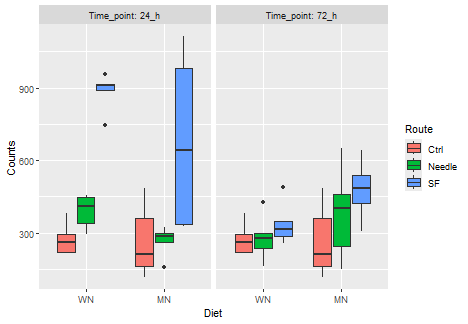 Time_point: 24_h
Time_point: 72_h
Counts
900
600
300
WN
MN
WN
MN
Diet
Route
Ctrl
Needle
SF